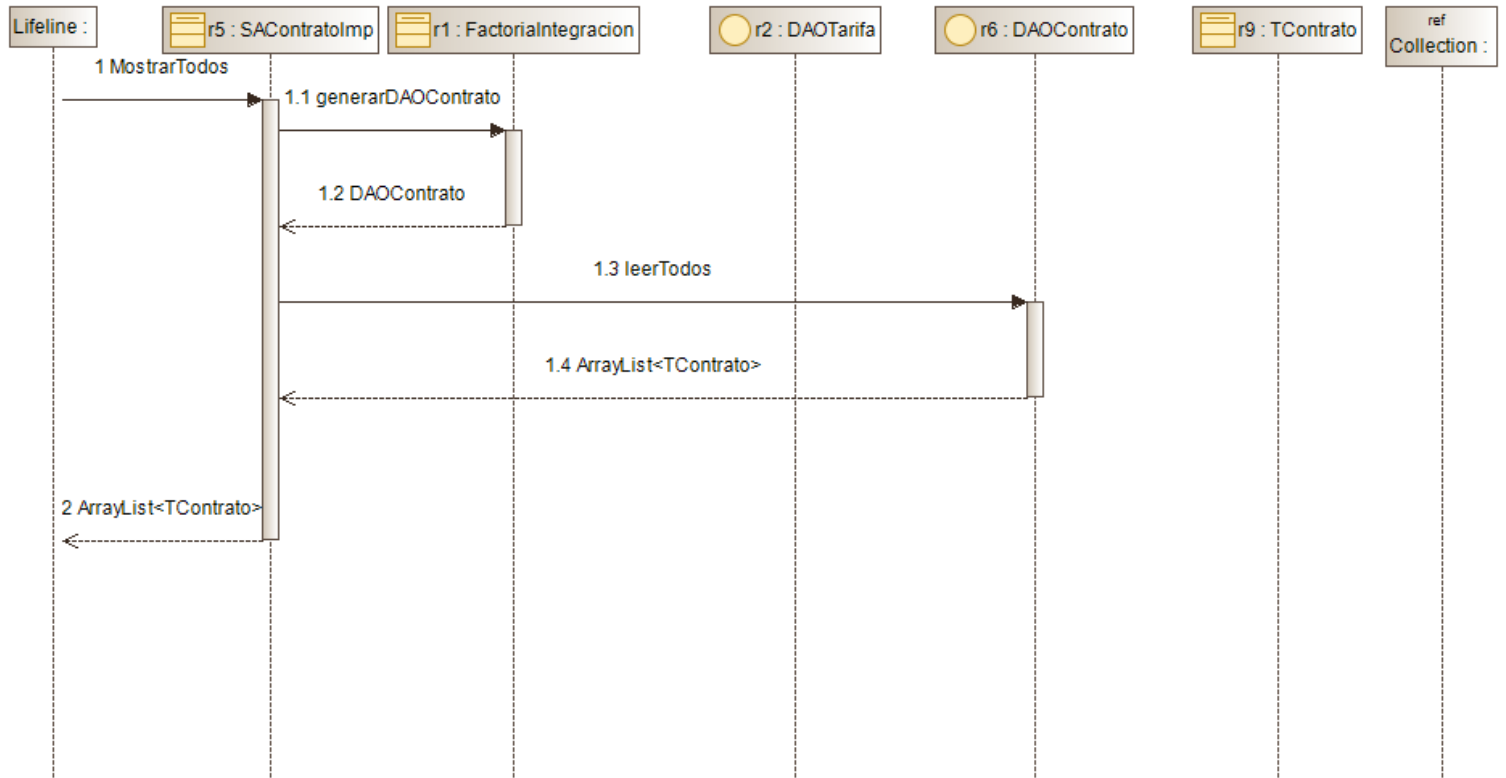 Lifeline :
r5 : SAContratoImp
r1 : FactoriaIntegracion
r2 : DAOTarifa
r6 : DAOContrato
r9 : TContrato
ref
Collection :
1 MostrarTodos
1.1 generarDAOContrato
1.2 DAOContrato
1.3 leerTodos
1.4 ArrayList<TContrato>
2 ArrayList<TContrato>